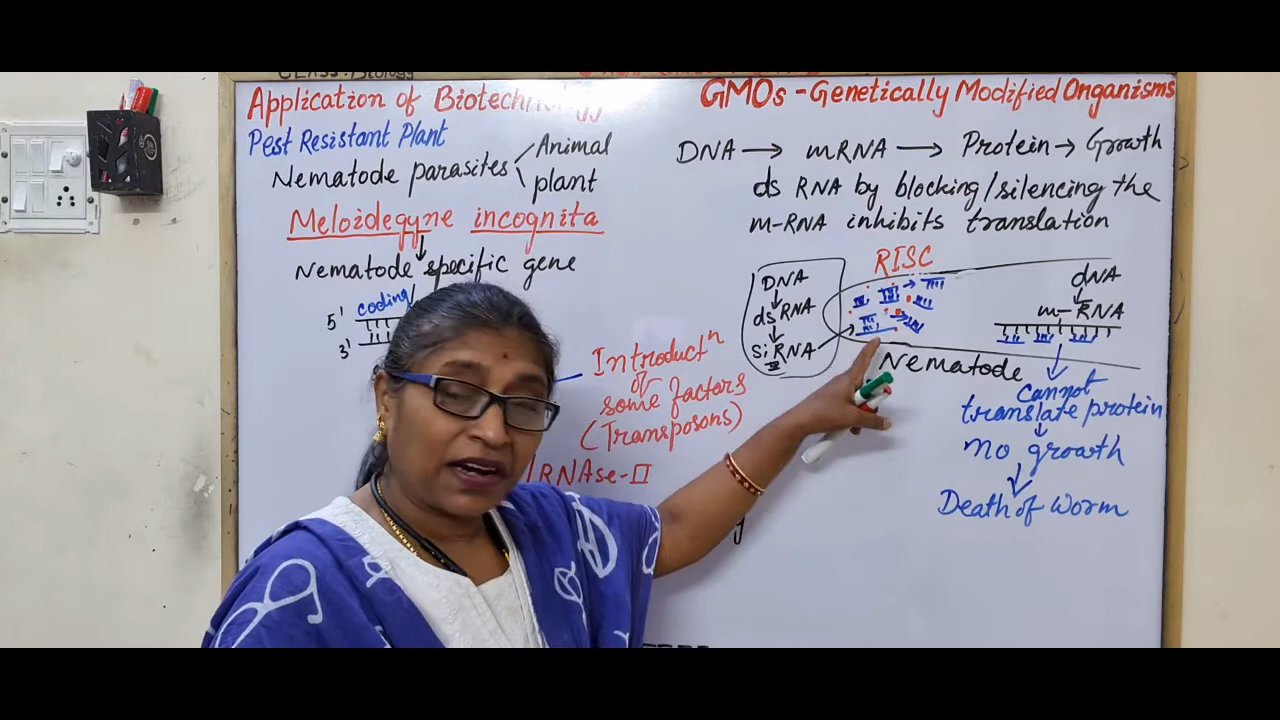 CLASS: Biology
Application of Biotechnology
Pest Resistant Plant
Nematode parasites
Animal
plant
Meloidegyne incognita
Nematode specific gene
5' coding/
3'
Introductⁿ
of
some factors
(Transposons)
/RNAse-II
GMOs - Genetically Modified Organisms
DNA → mRNA → Protein → Growth
ds RNA by blocking/silencing the
m-RNA inhibits translation
RISC
DNA
ds RNA
Si RNA
dNA
m-RNA
Nematode
Cannot
translate protein
no growth
Death of worm